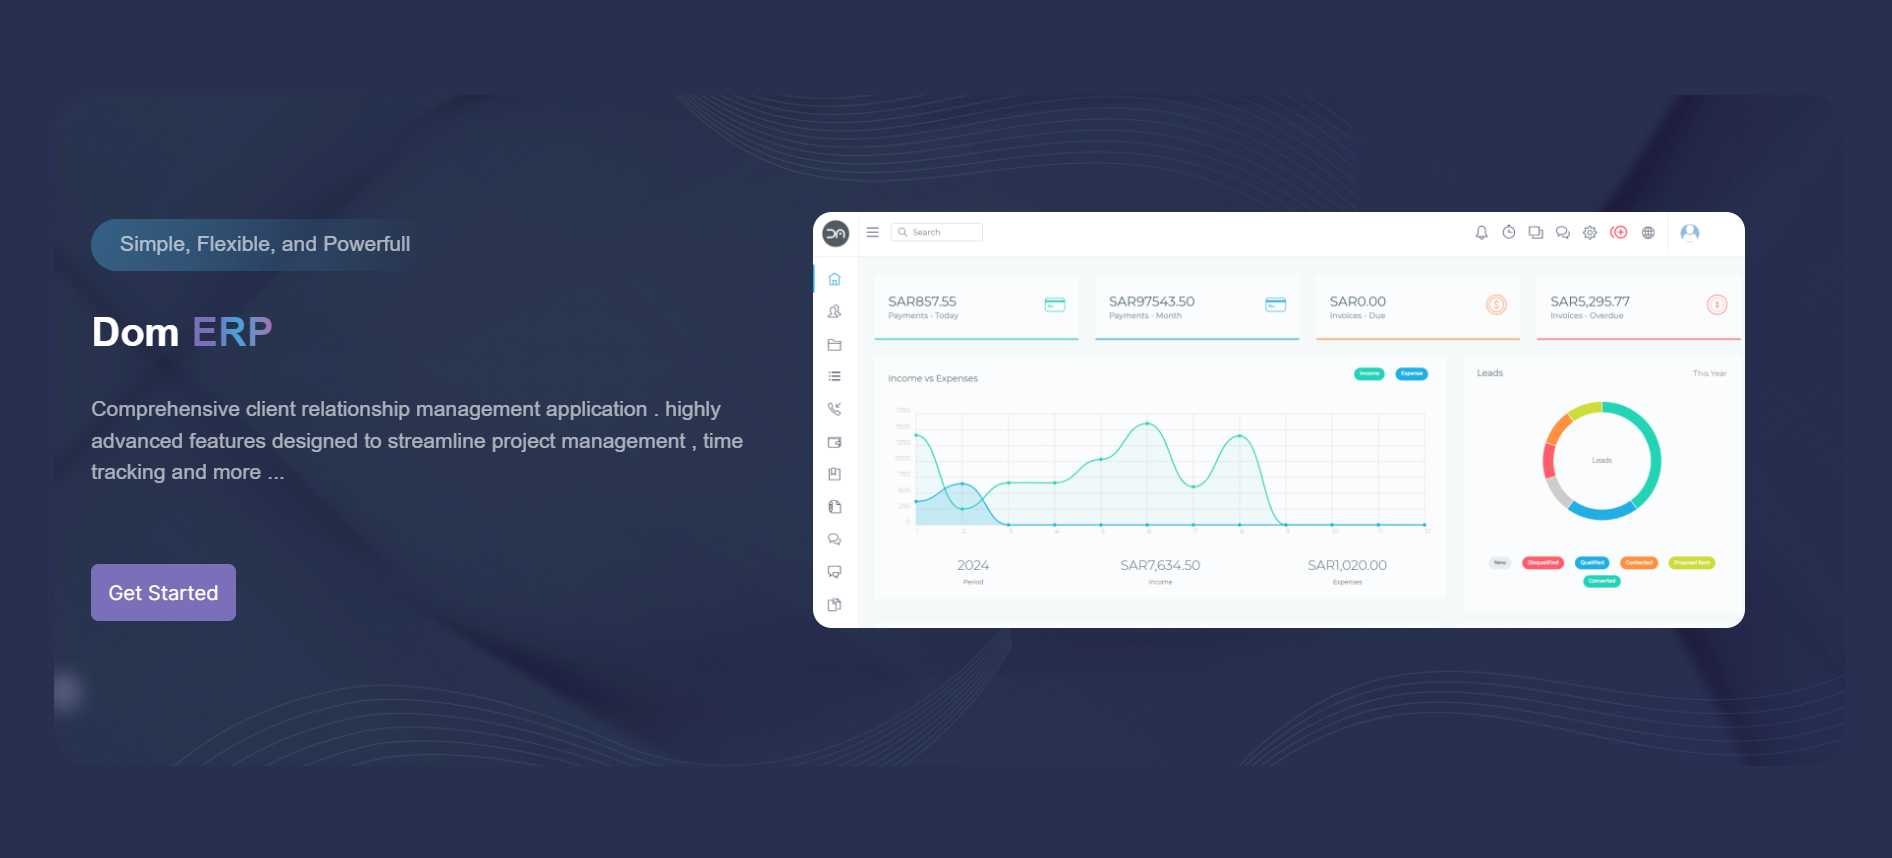 Simple, Flexible, and Powerfull
Dom ERP
Comprehensive client relationship management application . highly
advanced features designed to streamline project management , time
tracking and more ...
Get Started
Search
SAR857.55
Payments - Today
SAR97543.50
Payments - Month
SAR0.00
Invoices - Due
SAR5,295.77
Invoices - Overdue
Income vs Expenses
Income
Expense
1750
1500
1250
1000
750
500
250
0
1 2 3 4 5 6 7 8 9 10 11 12
2024
Period
SAR7,634.50
Income
SAR1,020.00
Expenses
Leads
This Year
Leads
New
Disqualified
Qualified
Contacted
Proposal Sent
Converted